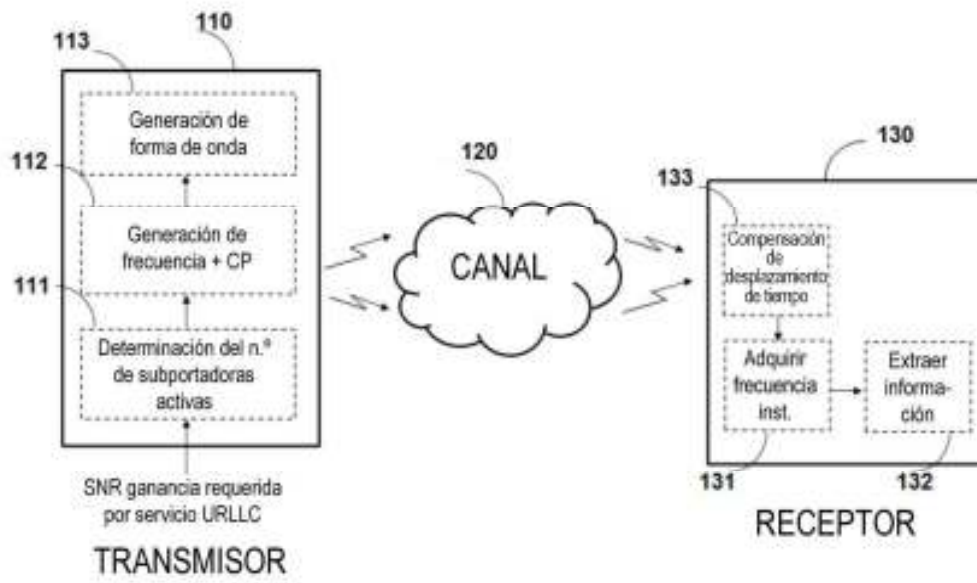 113
110
Generación de
forma de onda
112
Generación de
frecuencia + CP
111
Determinación del n.º
de subportadoras
activas
SNR ganancia requerida
por servicio URLLC
TRANSMISOR
120
CANAL
130
133
Compensación
de
desplazamiento
de tiempo
Adquirir
frecuencia
inst.
Extraer
informa-
ción
131
132
RECEPTOR